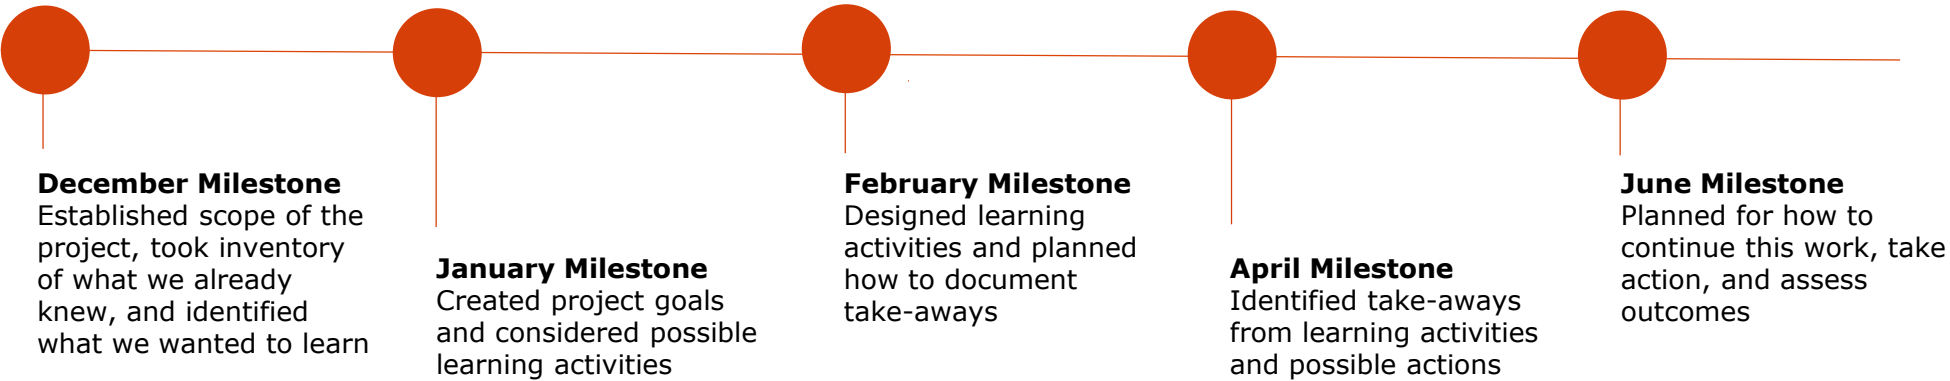 December Milestone
Established scope of the
project, took inventory
of what we already
knew, and identified
what we wanted to learn
January Milestone
Created project goals
and considered possible
learning activities
February Milestone
Designed learning
activities and planned
how to document
take-aways
April Milestone
Identified take-aways
from learning activities
and possible actions
June Milestone
Planned for how to
continue this work, take
action, and assess
outcomes